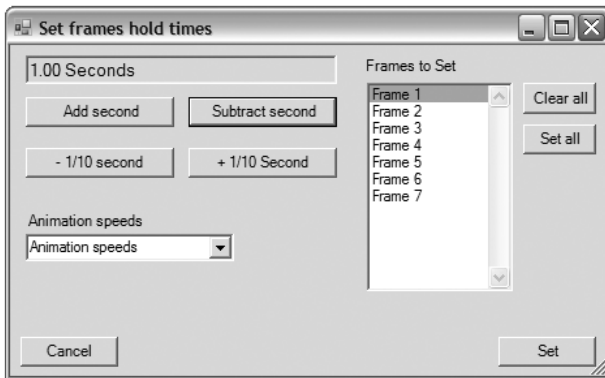 Set frames hold times
1.00 Seconds
Add second
Subtract second
- 1/10 second
+ 1/10 Second
Animation speeds
Animation speeds
Frames to Set
Frame 1
Frame 2
Frame 3
Frame 4
Frame 5
Frame 6
Frame 7
Clear all
Set all
Cancel
Set